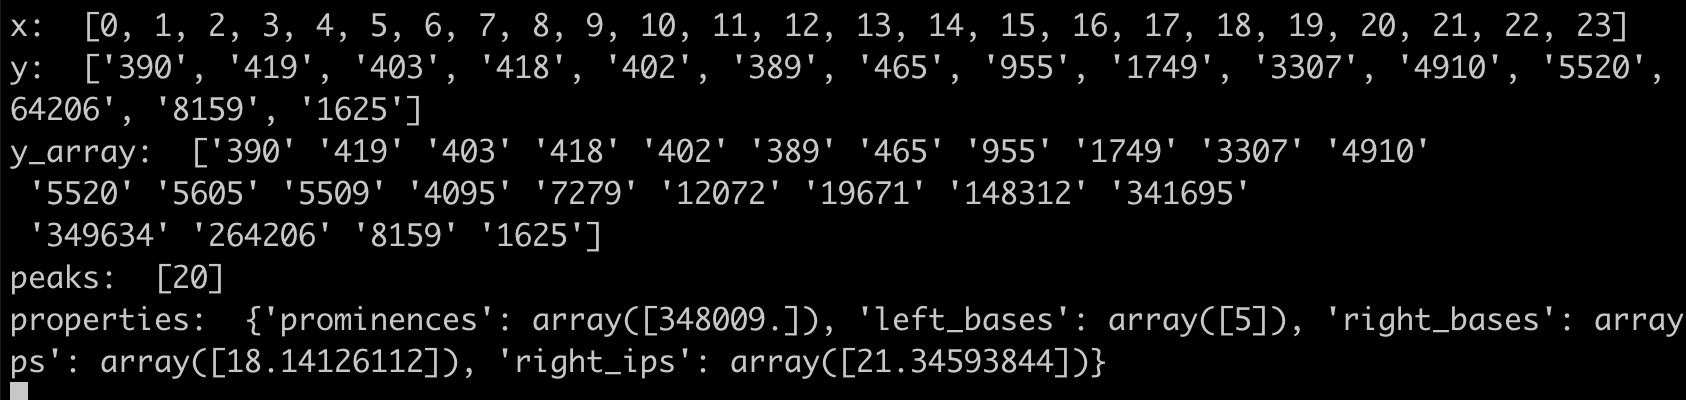 x:  [0, 1, 2, 3, 4, 5, 6, 7, 8, 9, 10, 11, 12, 13, 14, 15, 16, 17, 18, 19, 20, 21, 22, 23]
y:  ['390', '419', '403', '418', '402', '389', '465', '955', '1749', '3307', '4910', '5520',
64206', '8159', '1625']
y_array:  ['390' '419' '403' '418' '402' '389' '465' '955' '1749' '3307' '4910'
 '5520' '5605' '5509' '4095' '7279' '12072' '19671' '148312' '341695'
 '349634' '264206' '8159' '1625']
peaks:  [20]
properties:  {'prominences': array([348009.]), 'left_bases': array([5]), 'right_bases': array
ps': array([18.14126112]), 'right_ips': array([21.34593844])}